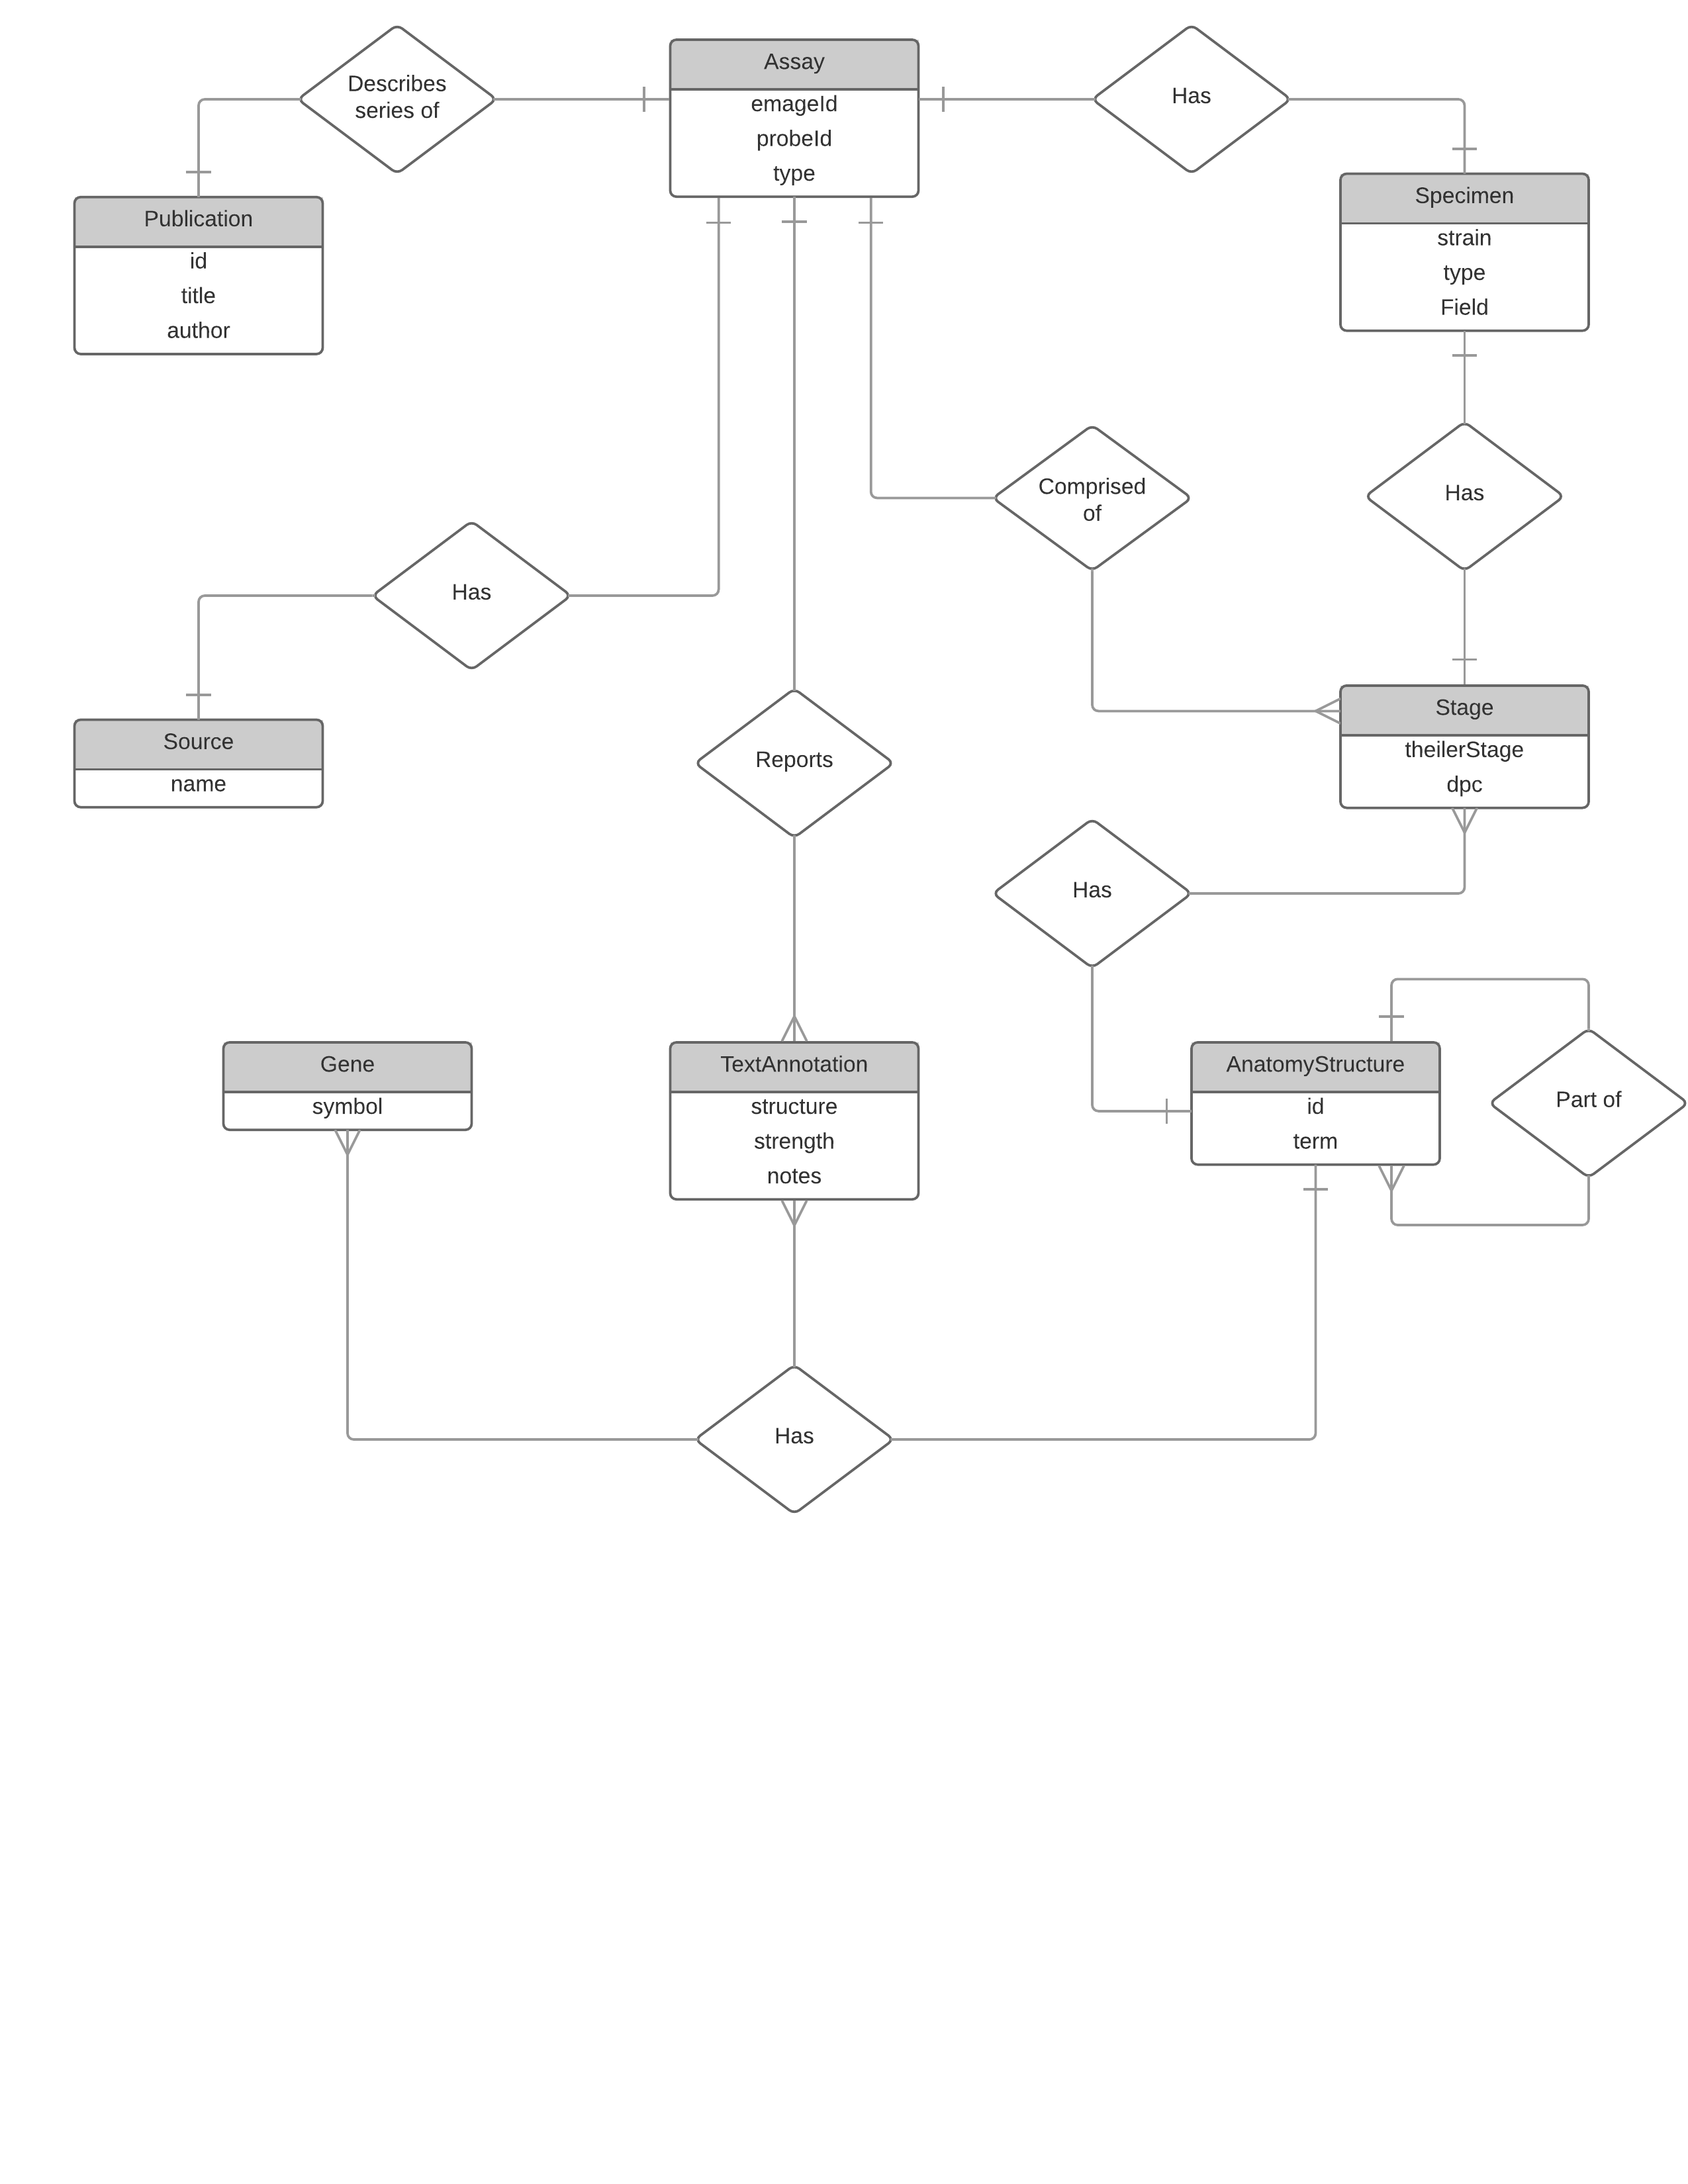 Describes
series of
Assay
emageId
probeId
type
Has
Publication
id
title
author
Specimen
strain
type
Field
Comprised
of
Has
Has
Reports
Source
name
Stage
theilerStage
dpc
Has
Gene
symbol
TextAnnotation
structure
strength
notes
AnatomyStructure
id
term
Part of
Has